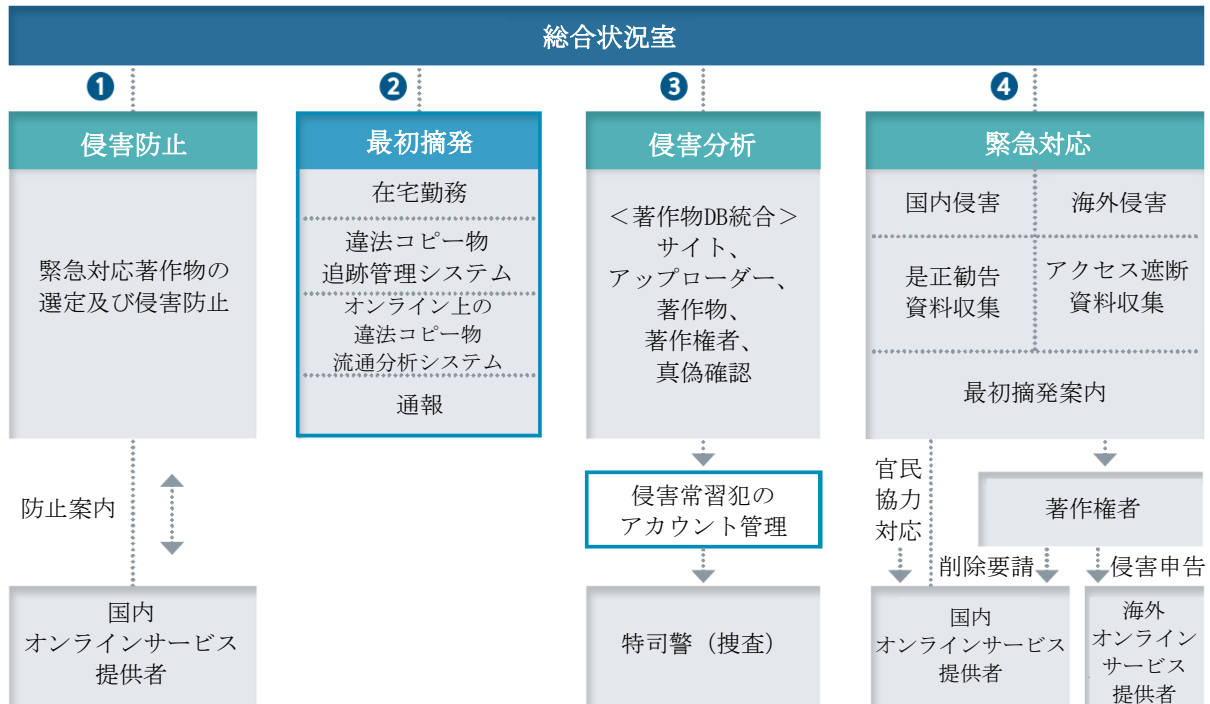 総合状況室
1
侵害防止
緊急対応著作物の
選定及び侵害防止
防止案内
国内
オンラインサービス
提供者
2
最初摘発
在宅勤務
違法コピー物
追跡管理システム
オンライン上の
違法コピー物
流通分析システム
通報
3
侵害分析
＜著作物DB統合＞
サイト、
アップローダー、
著作物、
著作権者、
真偽確認
侵害常習犯の
アカウント管理
特司警（捜査）
4
緊急対応
国内侵害
海外侵害
是正勧告
資料収集
アクセス遮断
資料収集
最初摘発案内
官民
協力
対応
著作権者
削除要請
侵害申告
国内
オンラインサービス
提供者
海外
オンライン
サービス
提供者